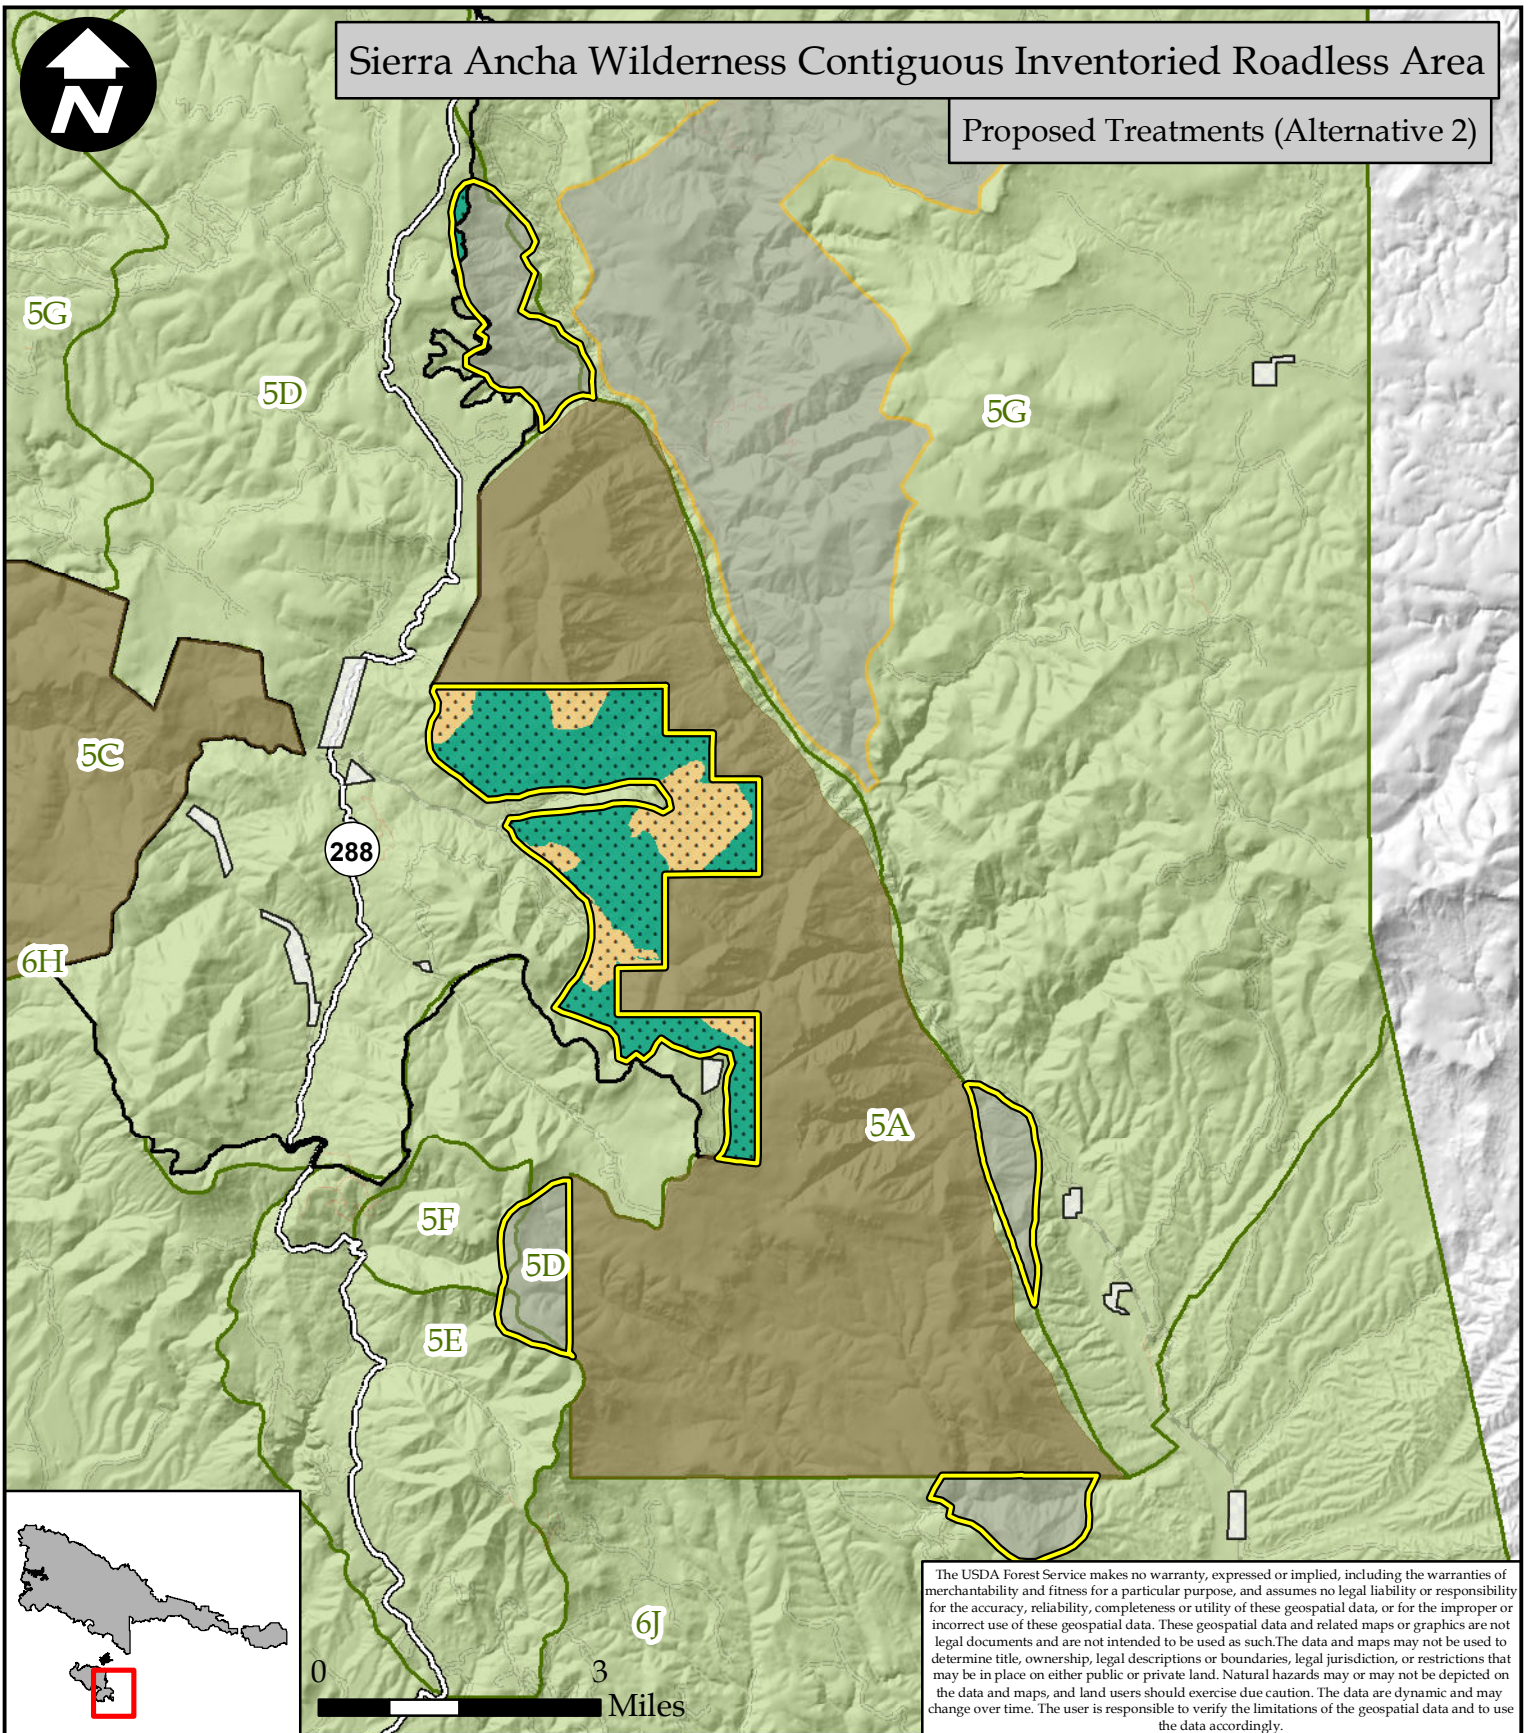 Sierra Ancha Wilderness Contiguous Inventoried Roadless Area
Proposed Treatments (Alternative 2)
N
5G
5D
5G
5C
288
6H
5A
5F
5D
5E
6J
0 3
Miles
The USDA Forest Service makes no warranty, expressed or implied, including the warranties of
merchantability and fitness for a particular purpose, and assumes no legal liability or responsibility
for the accuracy, reliability, completeness or utility of these geospatial data, or for the improper or
incorrect use of these geospatial data. These geospatial data and related maps or graphics are not
legal documents and are not intended to be used as such.The data and maps may not be used to
determine title, ownership, legal descriptions or boundaries, legal jurisdiction, or restrictions that
may be in place on either public or private land. Natural hazards may or may not be depicted on
the data and maps, and land users should exercise due caution. The data are dynamic and may
change over time. The user is responsible to verify the limitations of the geospatial data and to use
the data accordingly.